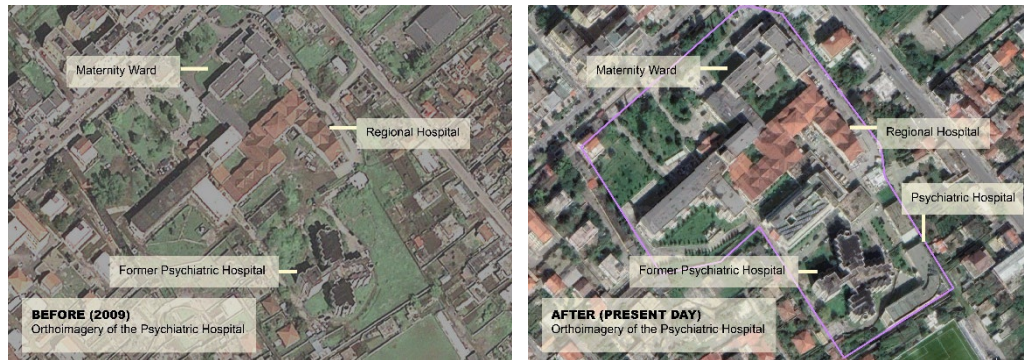 Maternity Ward
Regional Hospital
Former Psychiatric Hospital
BEFORE (2009)
Orthoimagery of the Psychiatric Hospital
Maternity Ward
Regional Hospital
Psychiatric Hospital
Former Psychiatric Hospital
AFTER (PRESENT DAY)
Orthoimagery of the Psychiatric Hospital